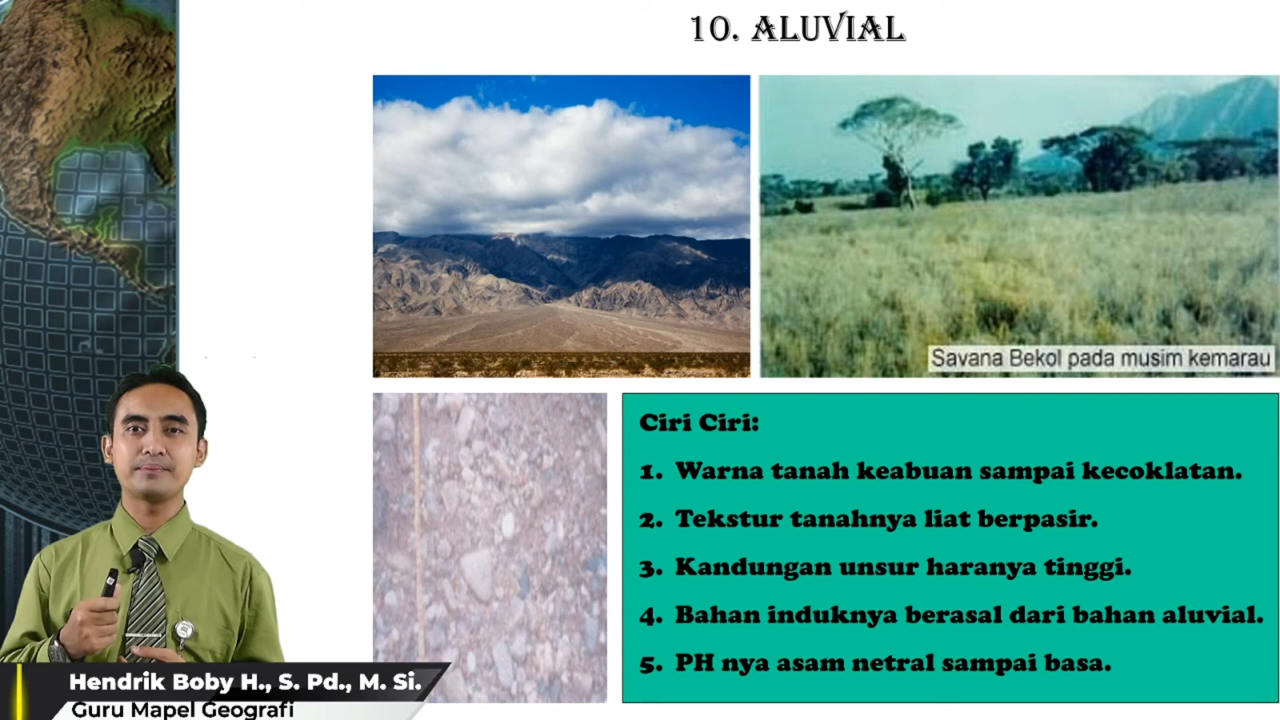 10. ALUVIAL
Savana Bekol pada musim kemarau
Ciri Ciri:
1. Warna tanah keabuan sampai kecoklatan.
2. Tekstur tanahnya liat berpasir.
3. Kandungan unsur haranya tinggi.
4. Bahan induknya berasal dari bahan aluvial.
5. PH nya asam netral sampai basa.
Hendrik Boby H., S. Pd., M. Si.
Guru Mapel Geografi